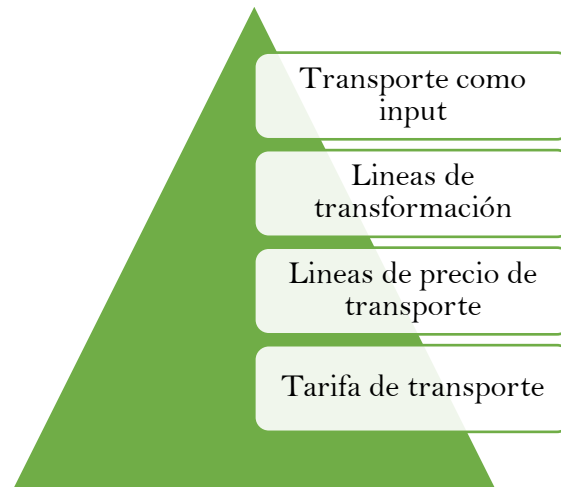 Transporte como
input
Lineas de
transformación
Lineas de precio de
transporte
Tarifa de transporte